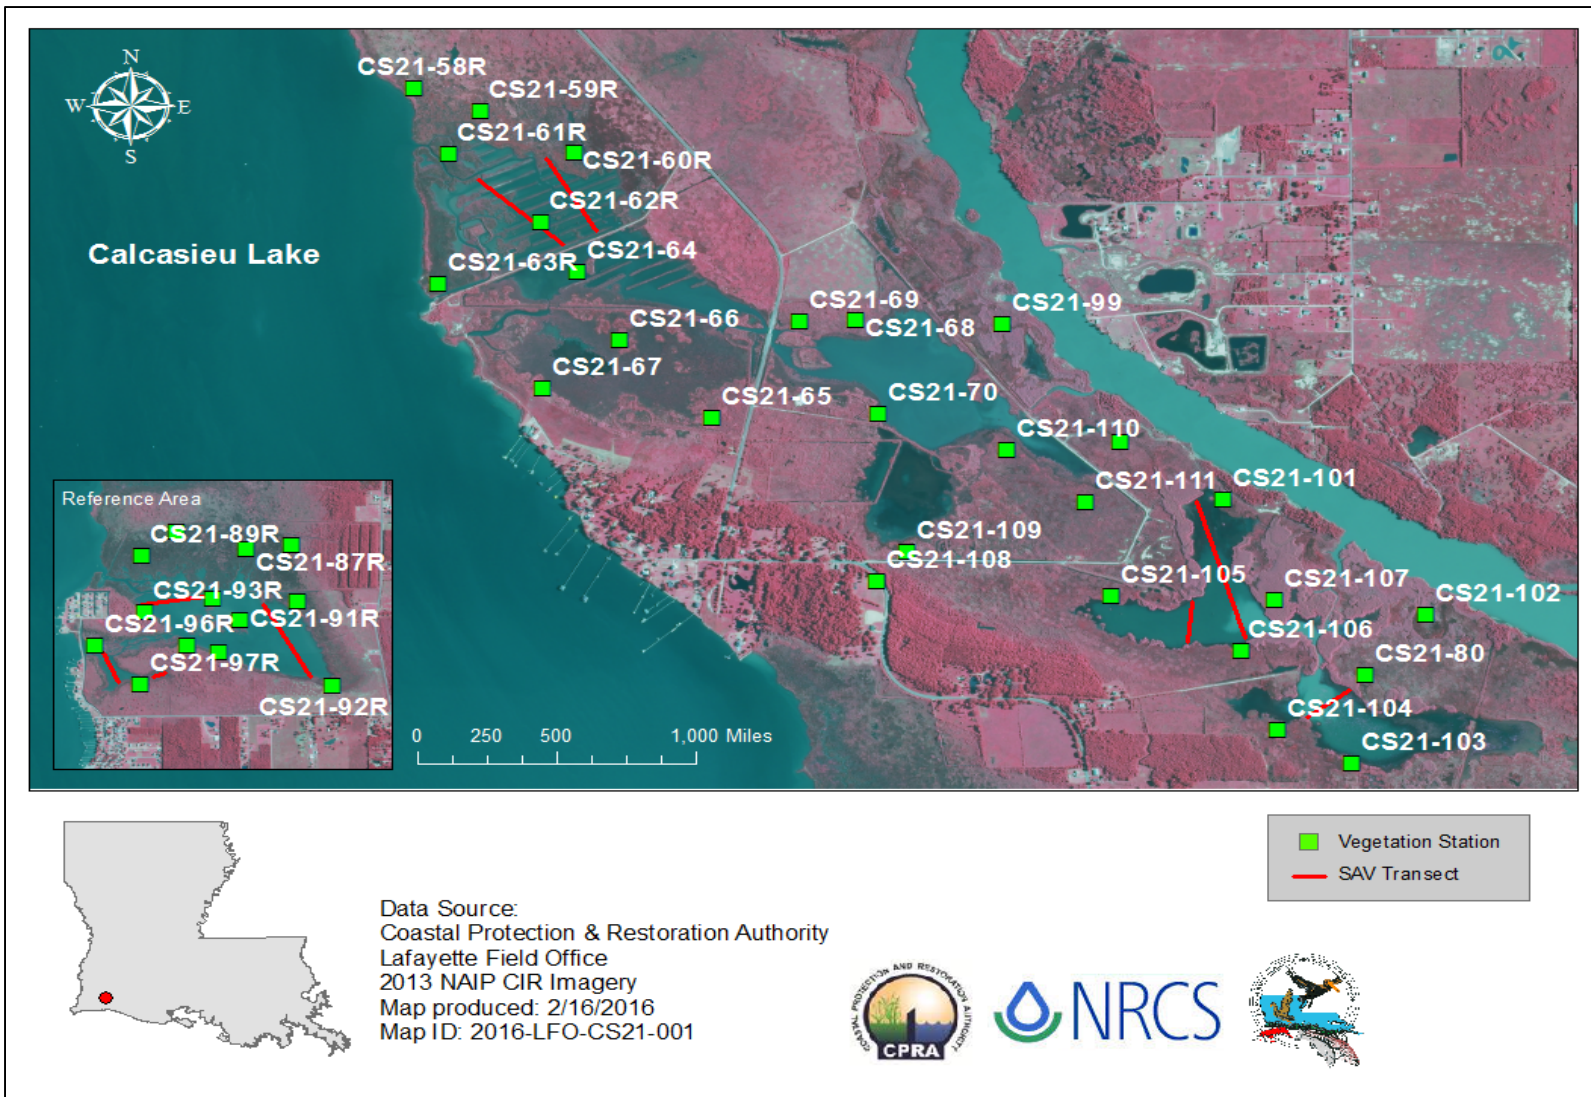 N
W E
S
CS21-58R
CS21-59R
CS21-61R
CS21-60R
CS21-62R
Calcasieu Lake
CS21-64
CS21-63R
CS21-69
CS21-99
CS21-66
CS21-68
CS21-67
CS21-65
CS21-70
CS21-110
CS21-111
CS21-101
CS21-109
CS21-108
CS21-105
CS21-107
CS21-102
CS21-106
CS21-80
CS21-104
CS21-103
Reference Area
CS21-89R
CS21-87R
CS21-93R
CS21-91R
CS21-96R
CS21-97R
CS21-92R
0 250 500 1,000 Miles
Vegetation Station
SAV Transect
Data Source:
Coastal Protection & Restoration Authority
Lafayette Field Office
2013 NAIP CIR Imagery
Map produced: 2/16/2016
Map ID: 2016-LFO-CS21-001
COASTAL PROTECTION AND RESTORATION AUTHORITY
CPRA
NRCS